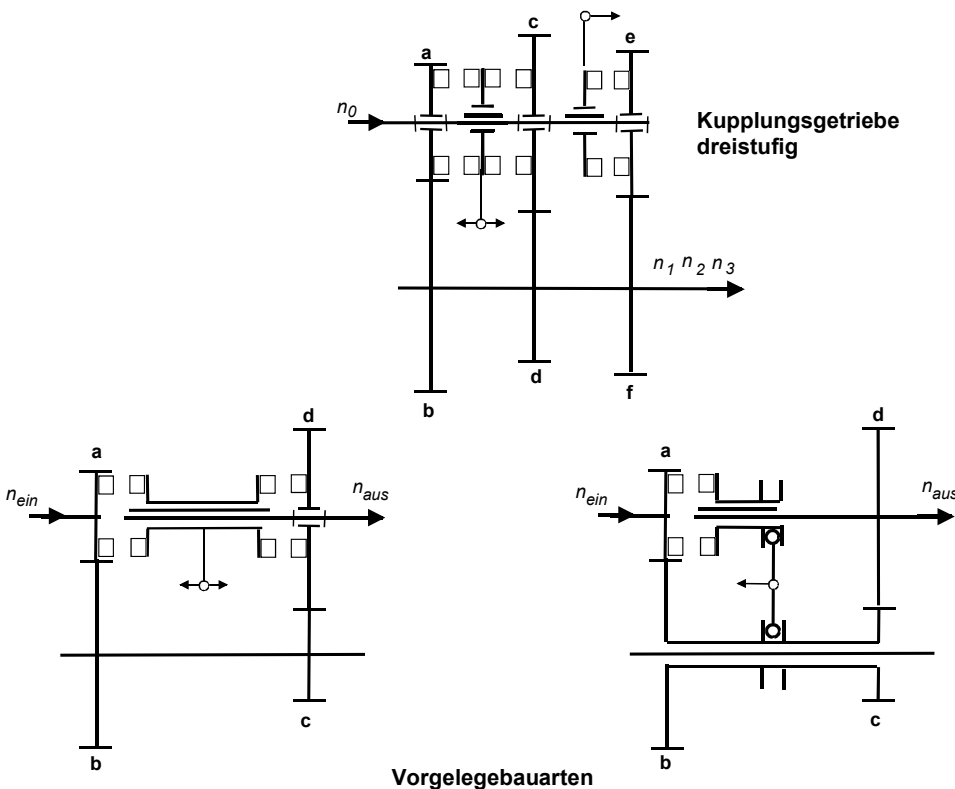 c
e
a
n0
Kupplungsgetriebe
dreistufig
n1 n2 n3
d
f
b
d
a
nein
naus
c
b
d
a
nein
naus
c
b
Vorgelegebauarten